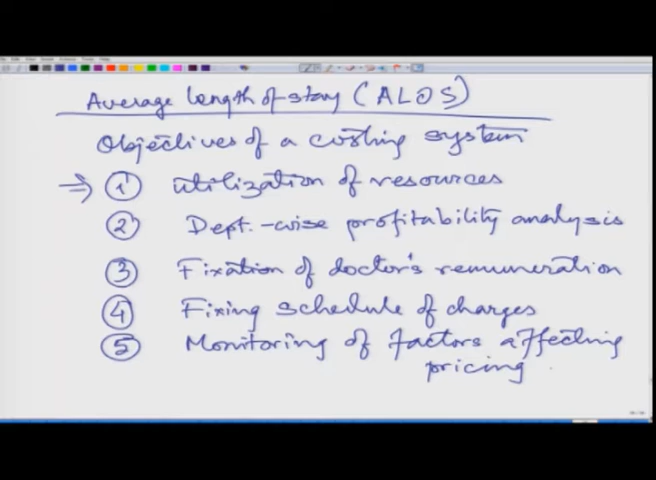 Average length of stay (ALOS)
Objectives of a costing system
→ 1 utilization of resources
2 Dept.-wise profitability analysis
3 Fixation of doctor's remuneration
4 Fixing schedule of charges
5 Monitoring of factors affecting
pricing